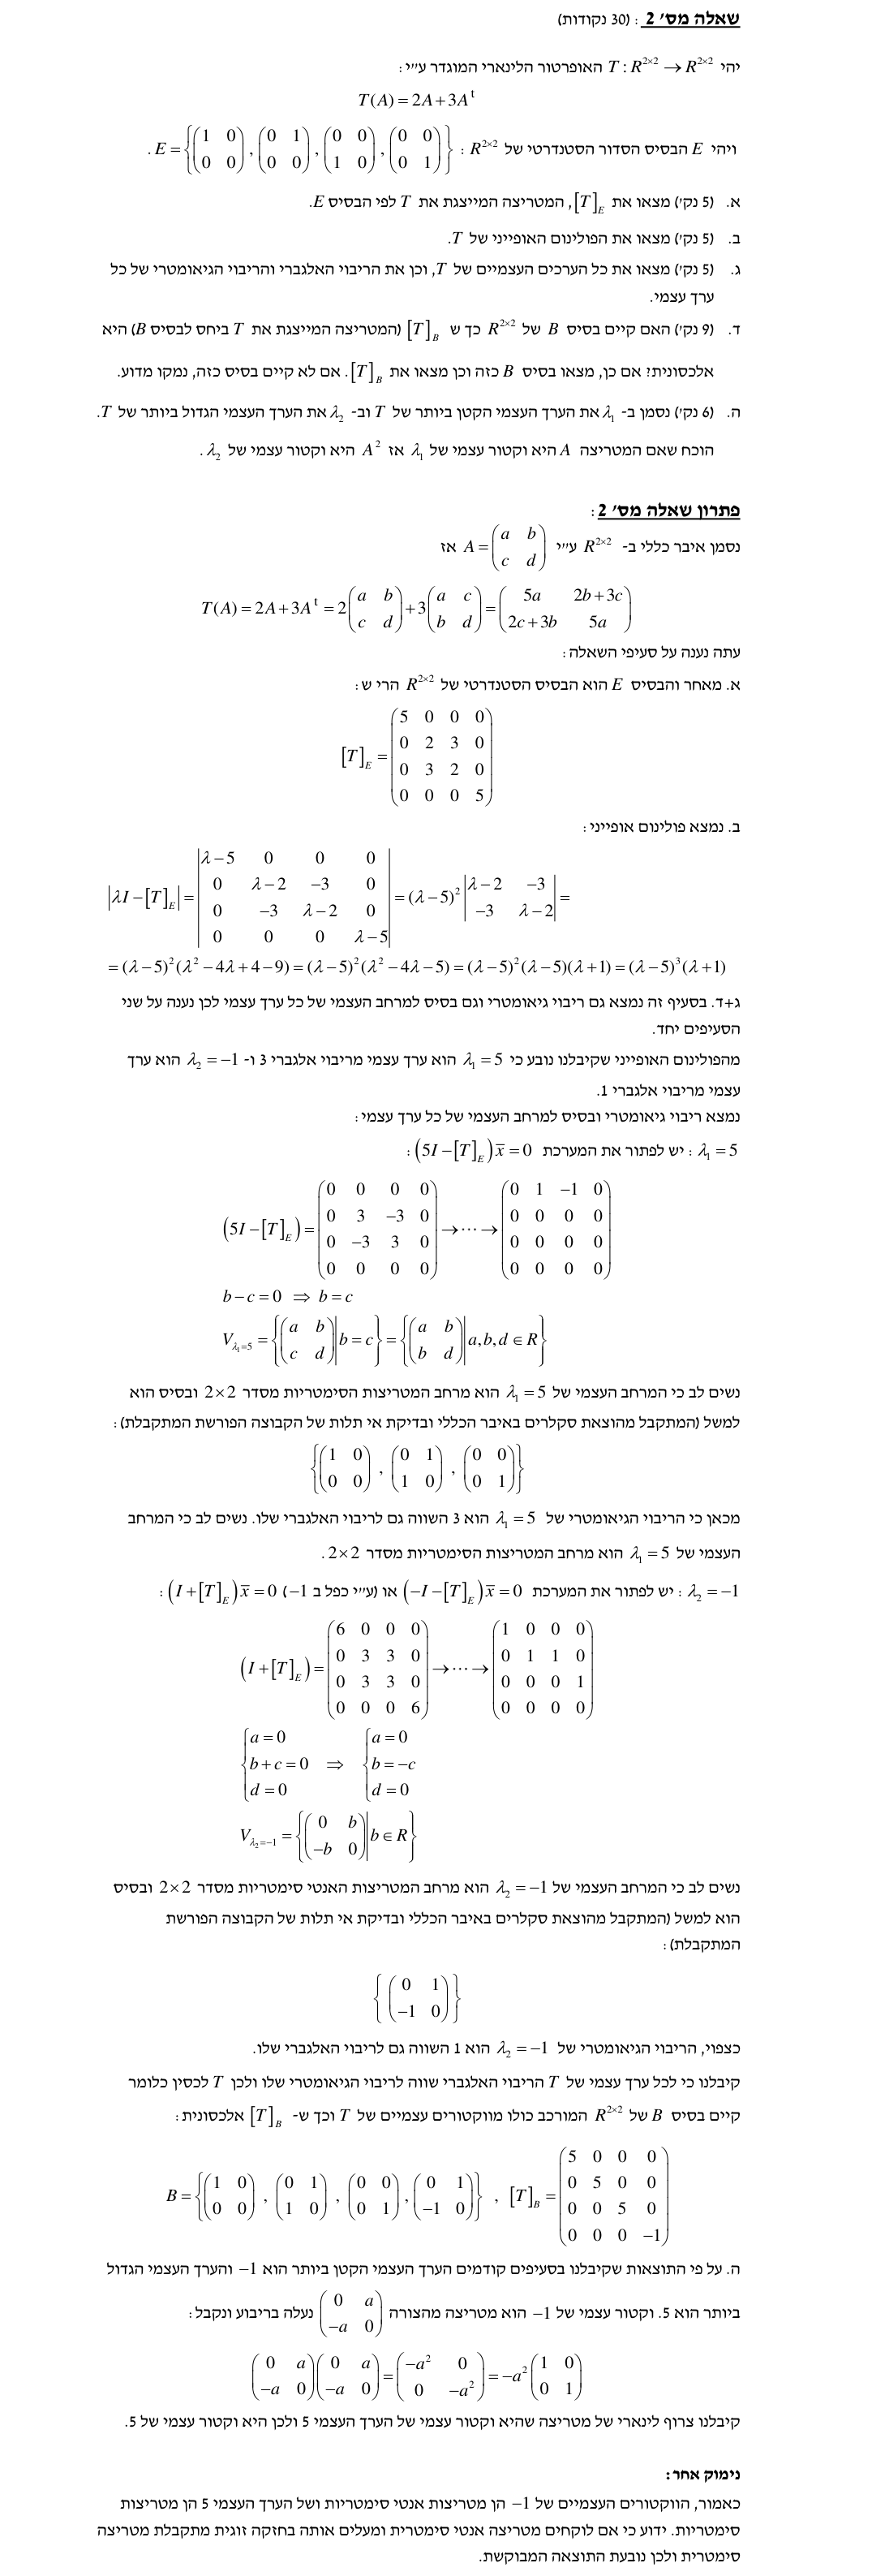 שאלה מס׳ 2 : (30 נקודות)
יהי T : R^{2×2} → R^{2×2} האופרטור הלינארי המוגדר ע״י :
T(A) = 2A + 3A^t
ויהי E הבסיס הסדור הסטנדרטי של R^{2×2} : E = {(1 0; 0 0), (0 1; 0 0), (0 0; 1 0), (0 0; 0 1)} .
א. (5 נק׳) מצאו את [T]_E, המטריצה המייצגת את T לפי הבסיס E.
ב. (5 נק׳) מצאו את הפולינום האופייני של T.
ג. (5 נק׳) מצאו את כל הערכים העצמיים של T, וכן את הריבוי האלגברי והריבוי הגיאומטרי של כל
ערך עצמי.
ד. (9 נק׳) האם קיים בסיס B של R^{2×2} כך ש [T]_B (המטריצה המייצגת את T ביחס לבסיס B) היא
אלכסונית? אם כן, מצאו בסיס B כזה וכן מצאו את [T]_B. אם לא קיים בסיס כזה, נמקו מדוע.
ה. (6 נק׳) נסמן ב- λ_1 את הערך העצמי הקטן ביותר של T וב- λ_2 את הערך העצמי הגדול ביותר של T.
הוכח שאם המטריצה A היא וקטור עצמי של λ_1 אז A^2 היא וקטור עצמי של λ_2 .
פתרון שאלה מס׳ 2 :
נסמן איבר כללי ב- R^{2×2} ע״י A = (a b; c d) אז
T(A) = 2A + 3A^t = 2(a b; c d) + 3(a c; b d) = (5a 2b+3c; 2c+3b 5a)
עתה נענה על סעיפי השאלה :
א. מאחר והבסיס E הוא הבסיס הסטנדרטי של R^{2×2} הרי ש :
[T]_E = (5 0 0 0; 0 2 3 0; 0 3 2 0; 0 0 0 5)
ב. נמצא פולינום אופייני :
|λI − [T]_E| = |λ−5 0 0 0; 0 λ−2 −3 0; 0 −3 λ−2 0; 0 0 0 λ−5| = (λ−5)^2 |λ−2 −3; −3 λ−2| =
= (λ−5)^2(λ^2 − 4λ + 4 − 9) = (λ−5)^2(λ^2 − 4λ − 5) = (λ−5)^2(λ−5)(λ+1) = (λ−5)^3(λ+1)
ג+ד. בסעיף זה נמצא גם ריבוי גיאומטרי וגם בסיס למרחב העצמי של כל ערך עצמי לכן נענה על שני
הסעיפים יחד.
מהפולינום האופייני שקיבלנו נובע כי λ_1 = 5 הוא ערך עצמי מריבוי אלגברי 3 ו- λ_2 = −1 הוא ערך
עצמי מריבוי אלגברי 1.
נמצא ריבוי גיאומטרי ובסיס למרחב העצמי של כל ערך עצמי :
λ_1 = 5 : יש לפתור את המערכת (5I − [T]_E)x̄ = 0 :
(5I − [T]_E) = (0 0 0 0; 0 3 −3 0; 0 −3 3 0; 0 0 0 0) → ⋯ → (0 1 −1 0; 0 0 0 0; 0 0 0 0; 0 0 0 0)
b − c = 0 ⇒ b = c
V_{λ_1=5} = {(a b; c d) | b = c} = {(a b; b d) | a, b, d ∈ R}
נשים לב כי המרחב העצמי של λ_1 = 5 הוא מרחב המטריצות הסימטריות מסדר 2×2 ובסיס הוא
למשל (המתקבל מהוצאת סקלרים באיבר הכללי ובדיקת אי תלות של הקבוצה הפורשת המתקבלת) :
{(1 0; 0 0) , (0 1; 1 0) , (0 0; 0 1)}
מכאן כי הריבוי הגיאומטרי של λ_1 = 5 הוא 3 השווה גם לריבוי האלגברי שלו. נשים לב כי המרחב
העצמי של λ_1 = 5 הוא מרחב המטריצות הסימטריות מסדר 2×2 .
λ_2 = −1 : יש לפתור את המערכת (−I − [T]_E)x̄ = 0 או (ע״י כפל ב −1) (I + [T]_E)x̄ = 0 :
(I + [T]_E) = (6 0 0 0; 0 3 3 0; 0 3 3 0; 0 0 0 6) → ⋯ → (1 0 0 0; 0 1 1 0; 0 0 0 1; 0 0 0 0)
{a = 0; b + c = 0; d = 0 ⇒ {a = 0; b = −c; d = 0
V_{λ_2=−1} = {(0 b; −b 0) | b ∈ R}
נשים לב כי המרחב העצמי של λ_2 = −1 הוא מרחב המטריצות האנטי סימטריות מסדר 2×2 ובסיס
הוא למשל (המתקבל מהוצאת סקלרים באיבר הכללי ובדיקת אי תלות של הקבוצה הפורשת
המתקבלת) :
{(0 1; −1 0)}
כצפוי, הריבוי הגיאומטרי של λ_2 = −1 הוא 1 השווה גם לריבוי האלגברי שלו.
קיבלנו כי לכל ערך עצמי של T הריבוי האלגברי שווה לריבוי הגיאומטרי שלו ולכן T לכסין כלומר
קיים בסיס B של R^{2×2} המורכב כולו מווקטורים עצמיים של T וכך ש- [T]_B אלכסונית :
B = {(1 0; 0 0) , (0 1; 1 0) , (0 0; 0 1) , (0 1; −1 0)} , [T]_B = (5 0 0 0; 0 5 0 0; 0 0 5 0; 0 0 0 −1)
ה. על פי התוצאות שקיבלנו בסעיפים קודמים הערך העצמי הקטן ביותר הוא −1 והערך העצמי הגדול
ביותר הוא 5. וקטור עצמי של −1 הוא מטריצה מהצורה (0 a; −a 0) נעלה בריבוע ונקבל :
(0 a; −a 0)(0 a; −a 0) = (−a^2 0; 0 −a^2) = −a^2(1 0; 0 1)
קיבלנו צרוף לינארי של מטריצה שהיא וקטור עצמי של הערך העצמי 5 ולכן היא וקטור עצמי של 5.
נימוק אחר:
כאמור, הווקטורים העצמיים של −1 הן מטריצות אנטי סימטריות ושל הערך העצמי 5 הן מטריצות
סימטריות. ידוע כי אם לוקחים מטריצה אנטי סימטרית ומעלים אותה בחזקה זוגית מתקבלת מטריצה
סימטרית ולכן נובעת התוצאה המבוקשת.